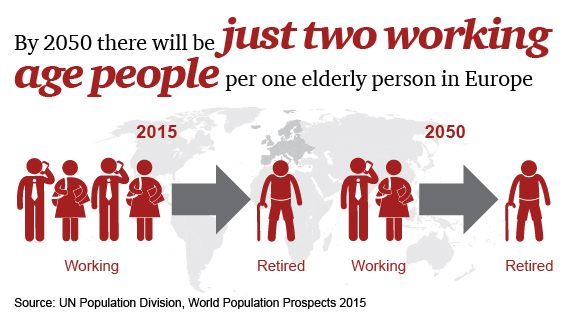 By 2050 there will be just two working
age people per one elderly person in Europe
2015 2050
Working Retired Working Retired
Source: UN Population Division, World Population Prospects 2015